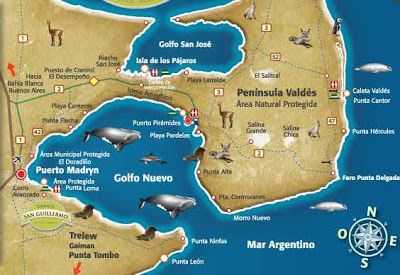 Golfo San José
Isla de los Pájaros
Riacho
San José
Puesto de Control
El Desempeño
Hacia
Bahía Blanca
Buenos Aires
Istmo Ameghino
Centro de
Interpretación
Playa Larralde
El Salitral
Península Valdés
Área Natural Protegida
Caleta Valdés
Punta Cantor
Playa Canteras
Punta Flecha
Puerto Pirámides
Playa Pardelas
Salina
Grande
Salina
Chica
Punta Hércules
Área Municipal Protegida
El Doradillo
Puerto Madryn
Área Protegida
Punta Loma
Cerro
Avanzado
Golfo Nuevo
Punta Alta
Faro Punta Delgada
Pta. Cormoranes
Morro Nuevo
SAN GUILLERMO
Trelew
Gaiman
Punta Tombo
Punta Ninfas
Punta León
Mar Argentino
3
1
42
2
47
3
52
2
1
N
O
E
S